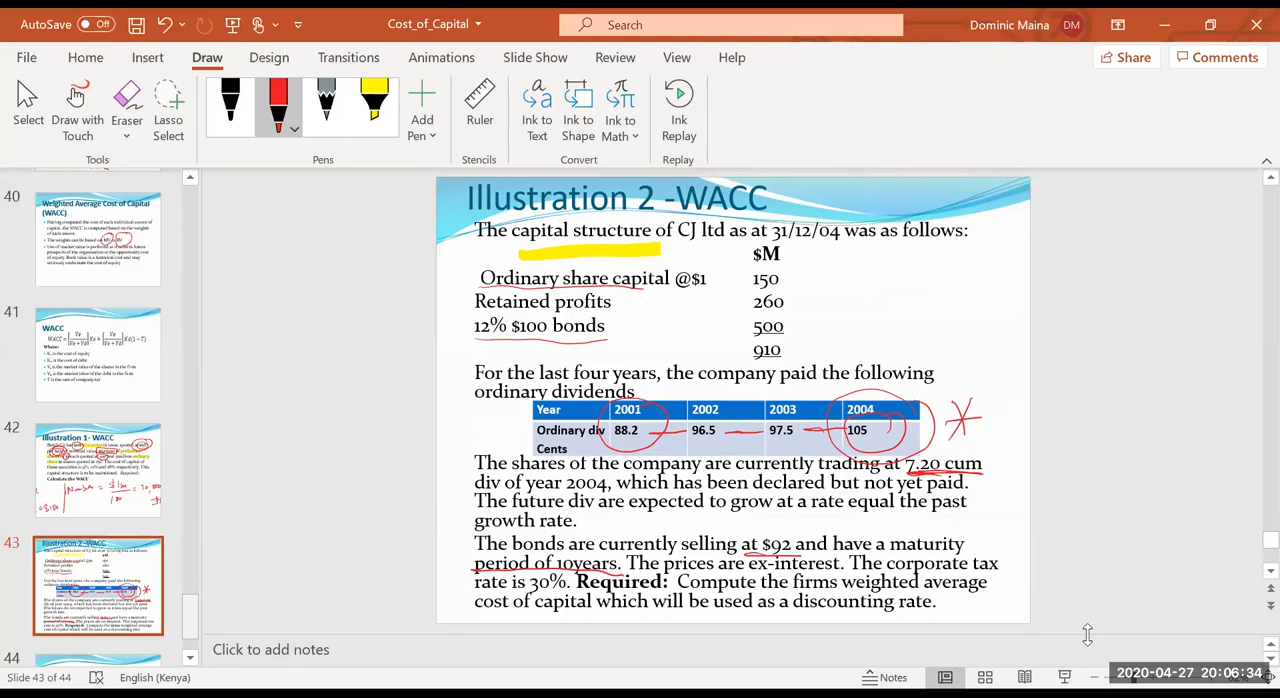 AutoSave Off
Cost_of_Capital
Search
Dominic Maina DM
File Home Insert Draw Design Transitions Animations Slide Show Review View Help
Share Comments
Select Draw with Touch Eraser Lasso Select
Add Pen
Ruler
Ink to Text Ink to Shape Ink to Math
Ink Replay
Tools Pens Stencils Convert Replay
40
Weighted Average Cost of Capital
(WACC)
41
WACC
Where:
42
Illustration 1- WACC
Calculate the WACC
43
Illustration 2 -WACC
44
Illustration 2 -WACC
The capital structure of CJ ltd as at 31/12/04 was as follows:
$M
Ordinary share capital @$1 150
Retained profits 260
12% $100 bonds 500
910
For the last four years, the company paid the following
ordinary dividends
Year 2001 2002 2003 2004
Ordinary div 88.2 96.5 97.5 105
Cents
The shares of the company are currently trading at 7.20 cum
div of year 2004, which has been declared but not yet paid.
The future div are expected to grow at a rate equal the past
growth rate.
The bonds are currently selling at $92 and have a maturity
period of 10years. The prices are ex-interest. The corporate tax
rate is 30%. Required: Compute the firms weighted average
cost of capital which will be used as a discounting rate.
Click to add notes
Slide 43 of 44 English (Kenya) Notes
2020-04-27 20:06:34